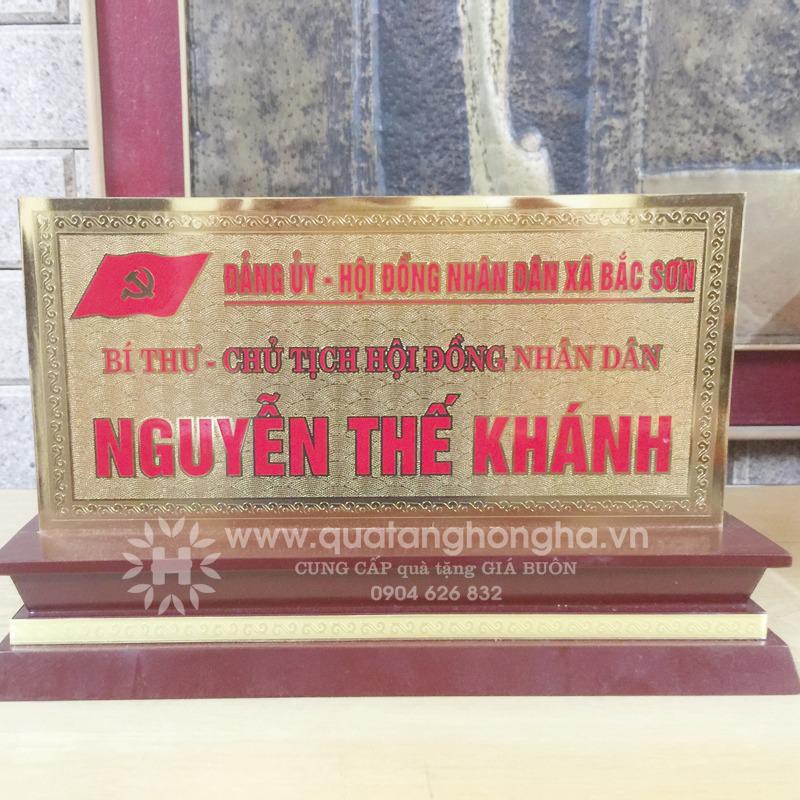 ĐẢNG ỦY - HỘI ĐỒNG NHÂN DÂN XÃ BẮC SƠN
BÍ THƯ - CHỦ TỊCH HỘI ĐỒNG NHÂN DÂN
NGUYỄN THẾ KHÁNH
H
www.quatanghongha.vn
CUNG CẤP quà tặng GIÁ BUÔN
0904 626 832